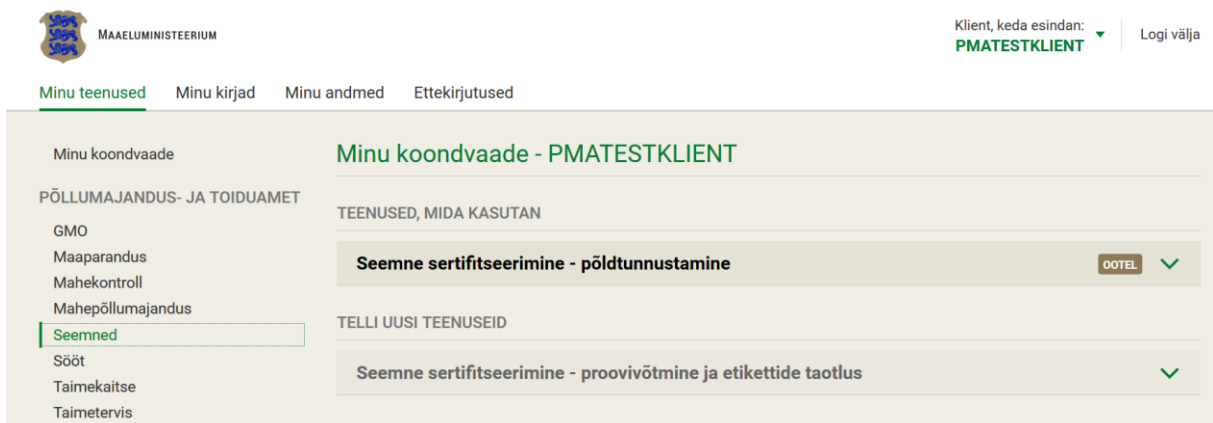 MAAELUMINISTEERIUM
Klient, keda esindan:
PMATESTKLIENT
Logi välja
Minu teenused Minu kirjad Minu andmed Ettekirjutused
Minu koondvaade
PÕLLUMAJANDUS- JA TOIDUAMET
GMO
Maaparandus
Mahekontroll
Mahepõllumajandus
Seemned
Sööt
Taimekaitse
Taimetervis
Minu koondvaade - PMATESTKLIENT
TEENUSED, MIDA KASUTAN
Seemne sertifitseerimine - põldtunnustamine OOTEL
TELLI UUSI TEENUSEID
Seemne sertifitseerimine - proovivõtmine ja etikettide taotlus